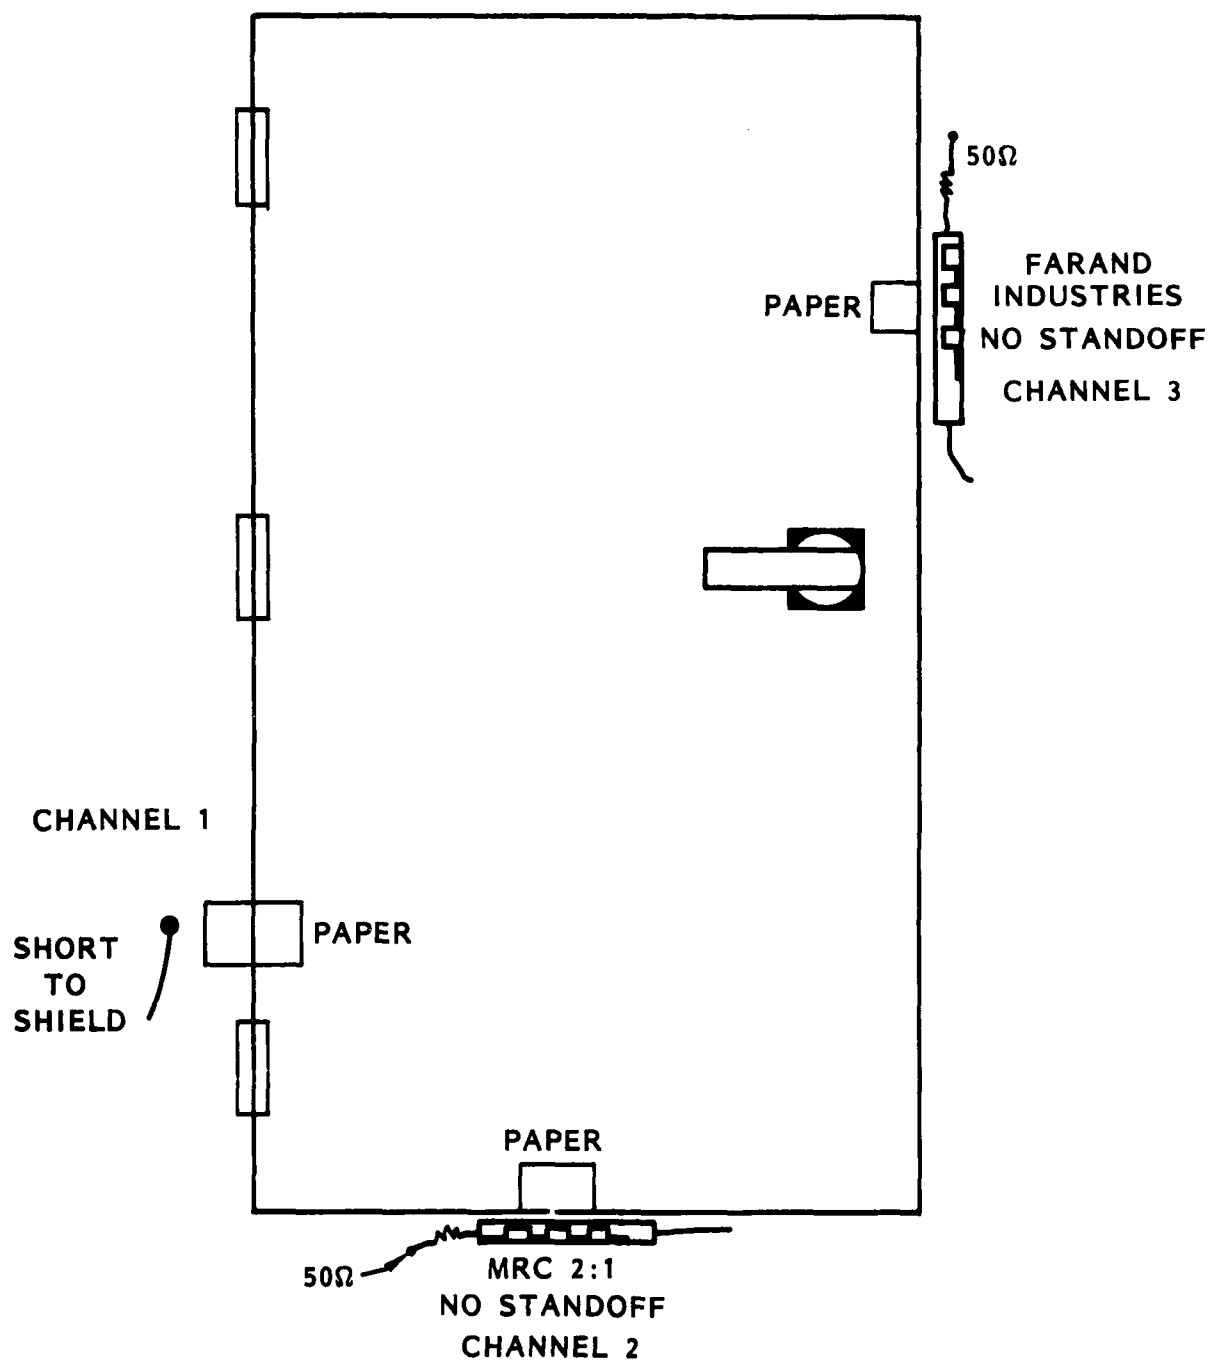 50Ω
FARAND
INDUSTRIES
NO STANDOFF
CHANNEL 3
PAPER
CHANNEL 1
PAPER
SHORT
TO
SHIELD
PAPER
50Ω
MRC 2:1
NO STANDOFF
CHANNEL 2